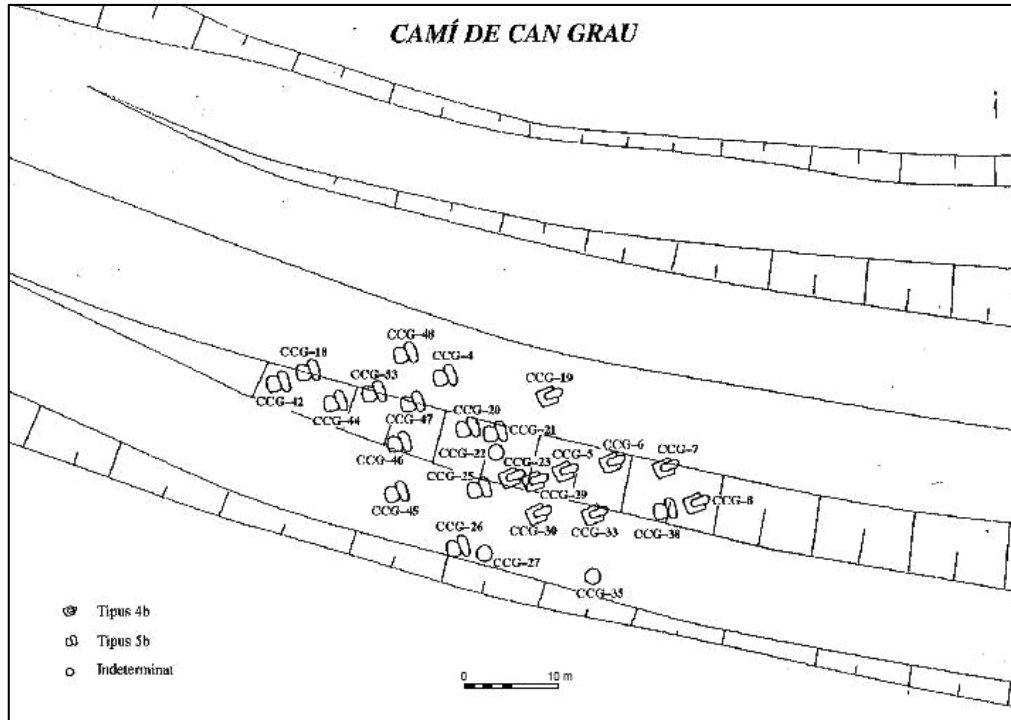 CAMÍ DE CAN GRAU
CCG-48
CCG-18
CCG-4
CCG-53
CCG-19
CCG-42
CCG-44
CCG-47
CCG-20
CCG-21
CCG-46
CCG-22
CCG-23
CCG-5
CCG-6
CCG-7
CCG-25
CCG-29
CCG-8
CCG-45
CCG-30
CCG-33
CCG-38
CCG-26
CCG-27
CCG-35
Tipus 4b
Tipus 5b
Indeterminat
0 10 m